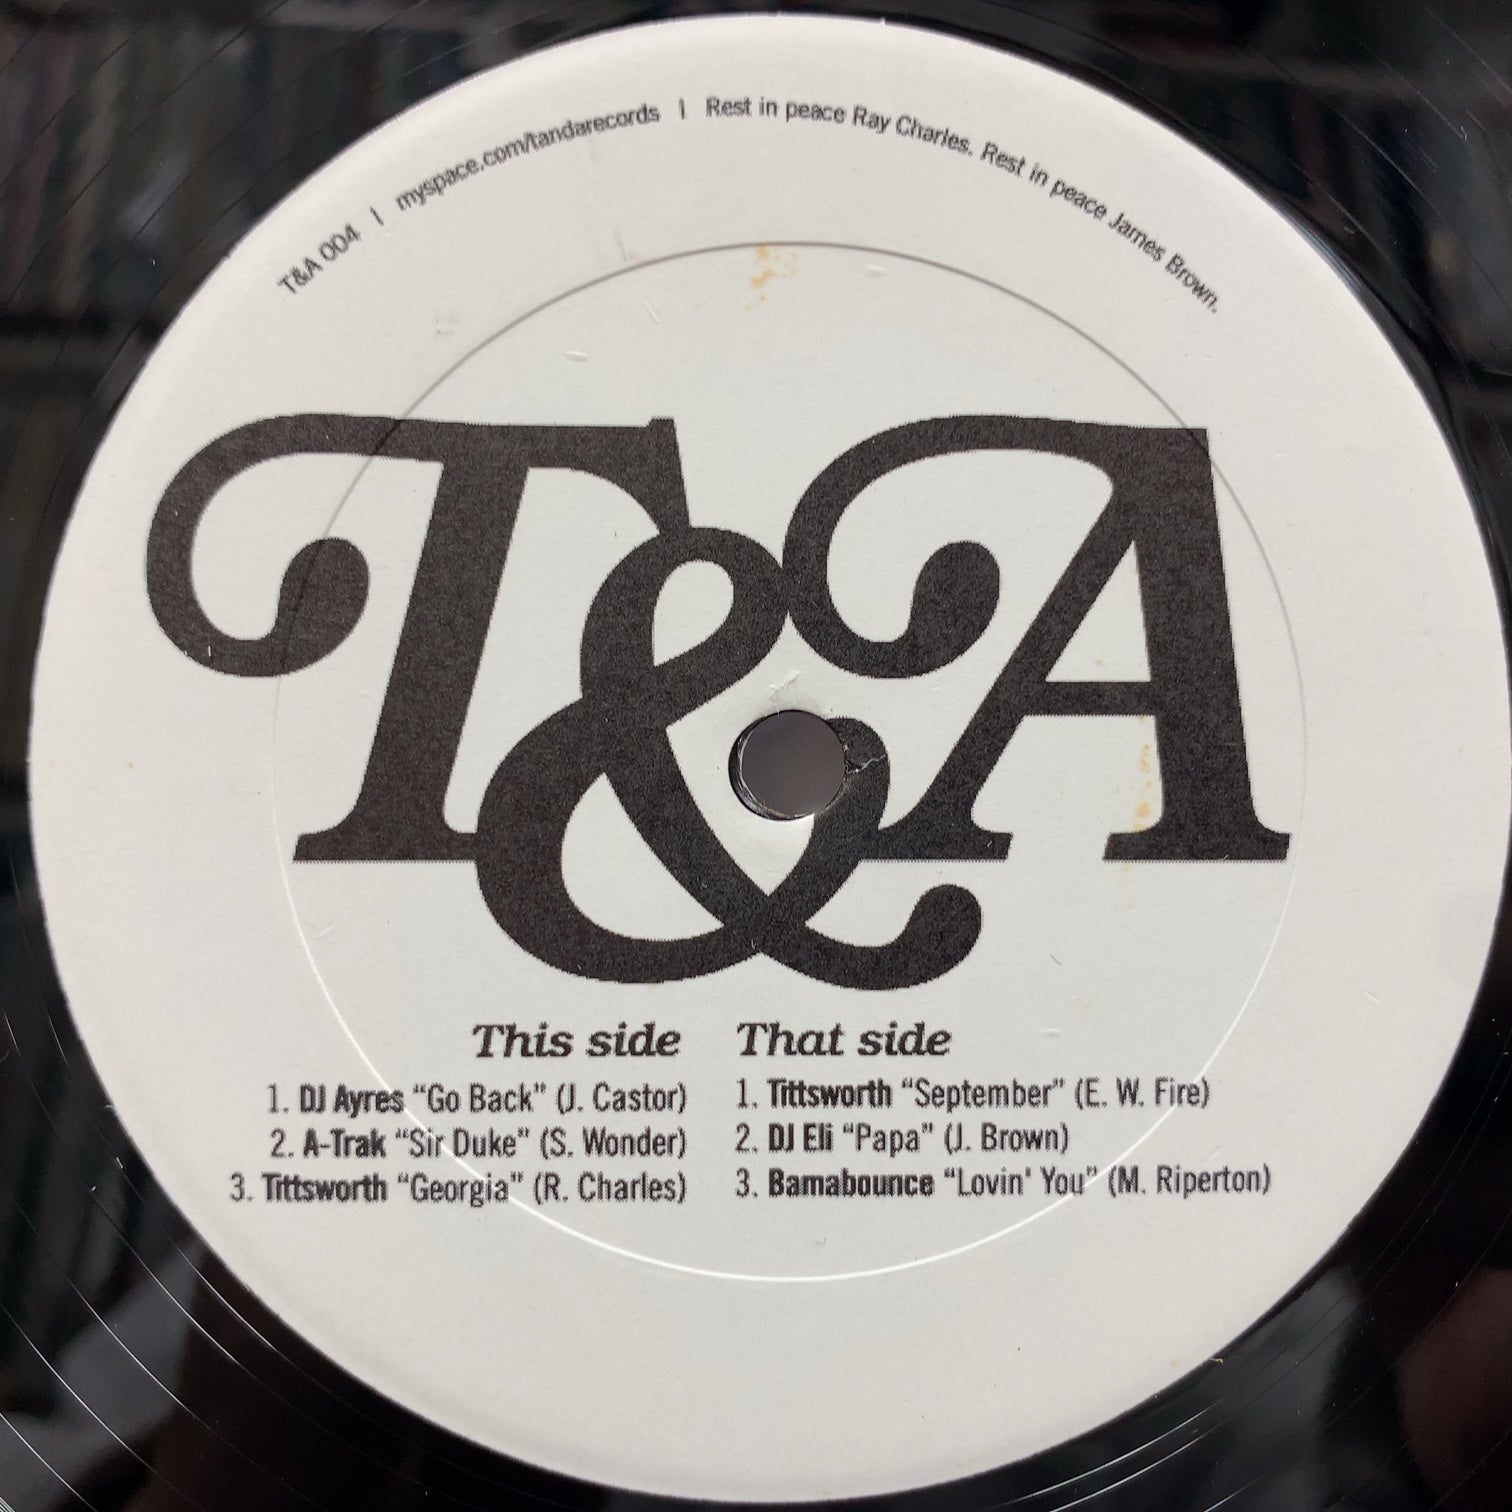 T&A 004 | myspace.com/tandarecords | Rest in peace Ray Charles. Rest in peace James Brown.
T&A
This side
1. DJ Ayres “Go Back” (J. Castor)
2. A-Trak “Sir Duke” (S. Wonder)
3. Tittsworth “Georgia” (R. Charles)
That side
1. Tittsworth “September” (E. W. Fire)
2. DJ Eli “Papa” (J. Brown)
3. Bamabounce “Lovin' You” (M. Riperton)